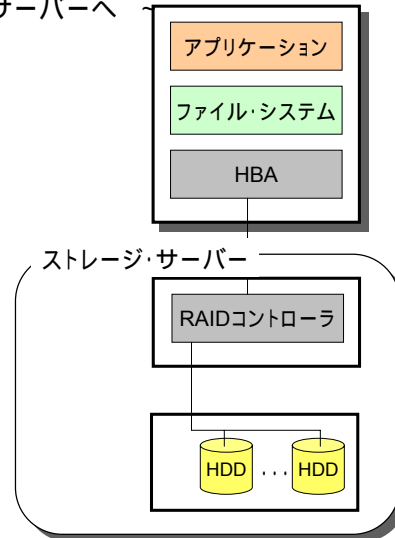 サーバーへ ~
アプリケーション
ファイル・システム
HBA
ストレージ・サーバー
RAIDコントローラ
HDD ... HDD